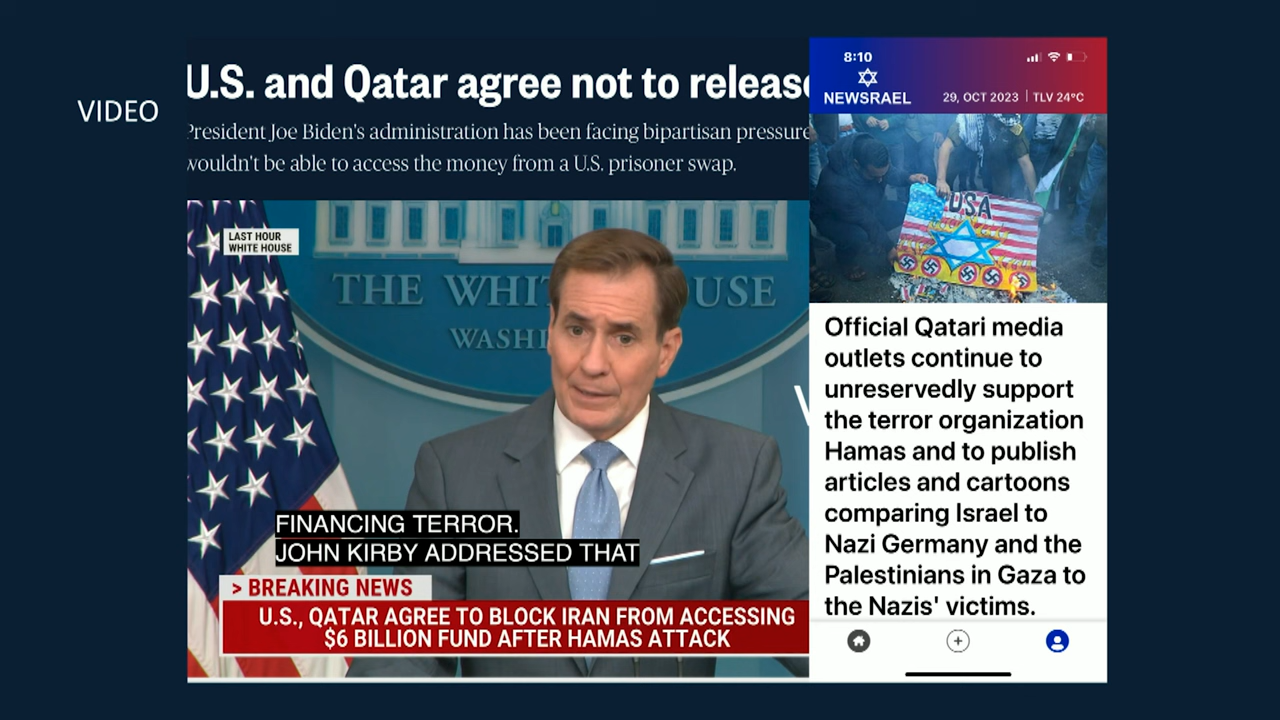 VIDEO
U.S. and Qatar agree not to release
President Joe Biden's administration has been facing bipartisan pressure
wouldn't be able to access the money from a U.S. prisoner swap.
LAST HOUR
WHITE HOUSE
THE WHI USE
WASHI
FINANCING TERROR.
JOHN KIRBY ADDRESSED THAT
> BREAKING NEWS
U.S., QATAR AGREE TO BLOCK IRAN FROM ACCESSING
$6 BILLION FUND AFTER HAMAS ATTACK
8:10
NEWSRAEL
29, OCT 2023 | TLV 24°C
USA
Official Qatari media
outlets continue to
unreservedly support
the terror organization
Hamas and to publish
articles and cartoons
comparing Israel to
Nazi Germany and the
Palestinians in Gaza to
the Nazis' victims.